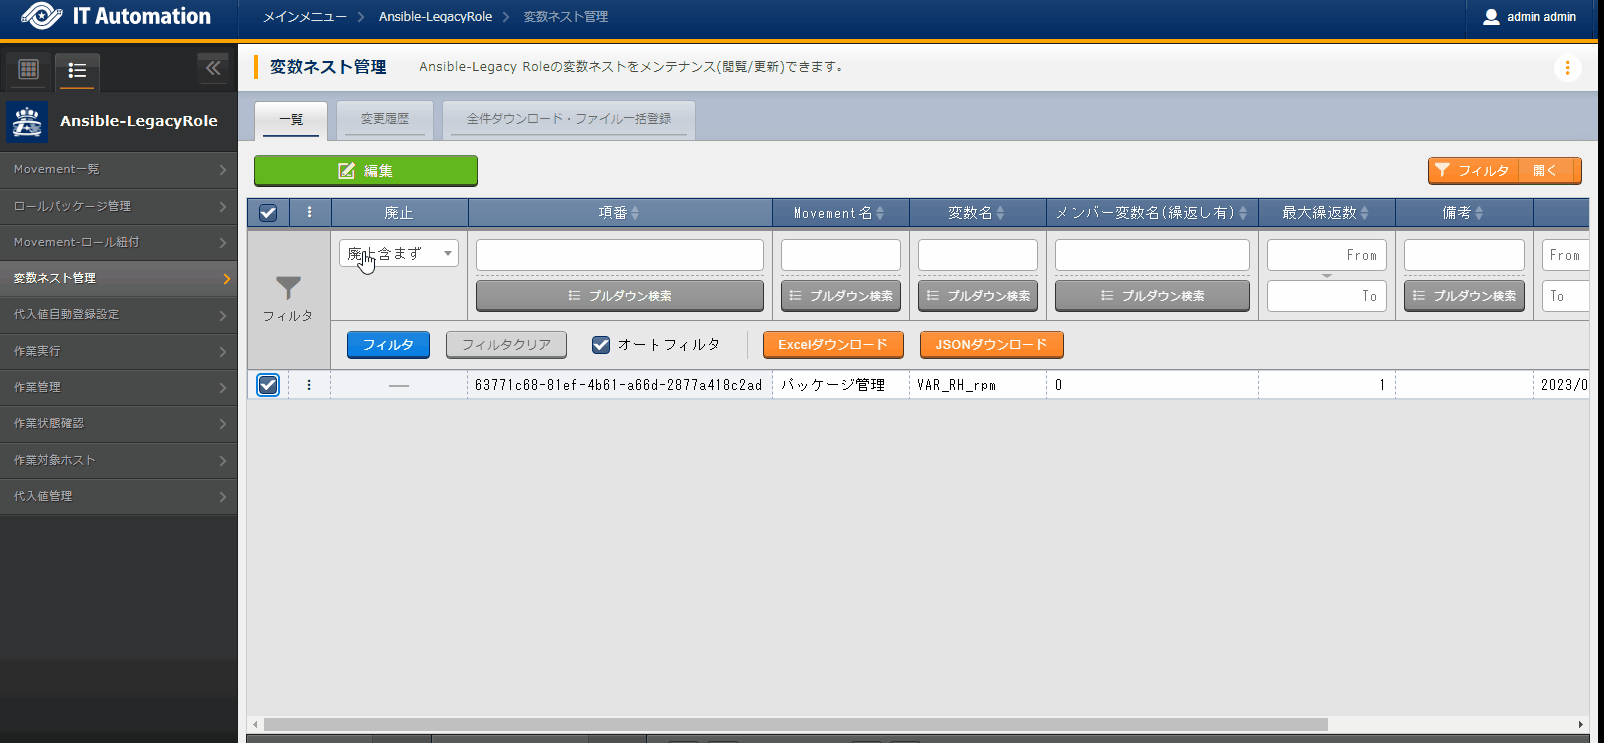 IT Automation
メインメニュー
Ansible-LegacyRole
変数ネスト管理
admin admin
Ansible-LegacyRole
Movement一覧
ロールパッケージ管理
Movement-ロール紐付
変数ネスト管理
代入値自動登録設定
作業実行
作業管理
作業状態確認
作業対象ホスト
代入値管理
変数ネスト管理
Ansible-Legacy Roleの変数ネストをメンテナンス(閲覧/更新)できます。
一覧
変更履歴
全件ダウンロード・ファイル一括登録
編集
フィルタ
開く
廃止
項番
Movement名
変数名
メンバー変数名(繰返し有)
最大繰返数
備考
フィルタ
廃止含まず
From
To
From
To
プルダウン検索
プルダウン検索
プルダウン検索
プルダウン検索
プルダウン検索
フィルタ
フィルタクリア
オートフィルタ
Excelダウンロード
JSONダウンロード
63771c68-81ef-4b61-a66d-2877a418c2ad
パッケージ管理
VAR_RH_rpm
0
1
2023/0